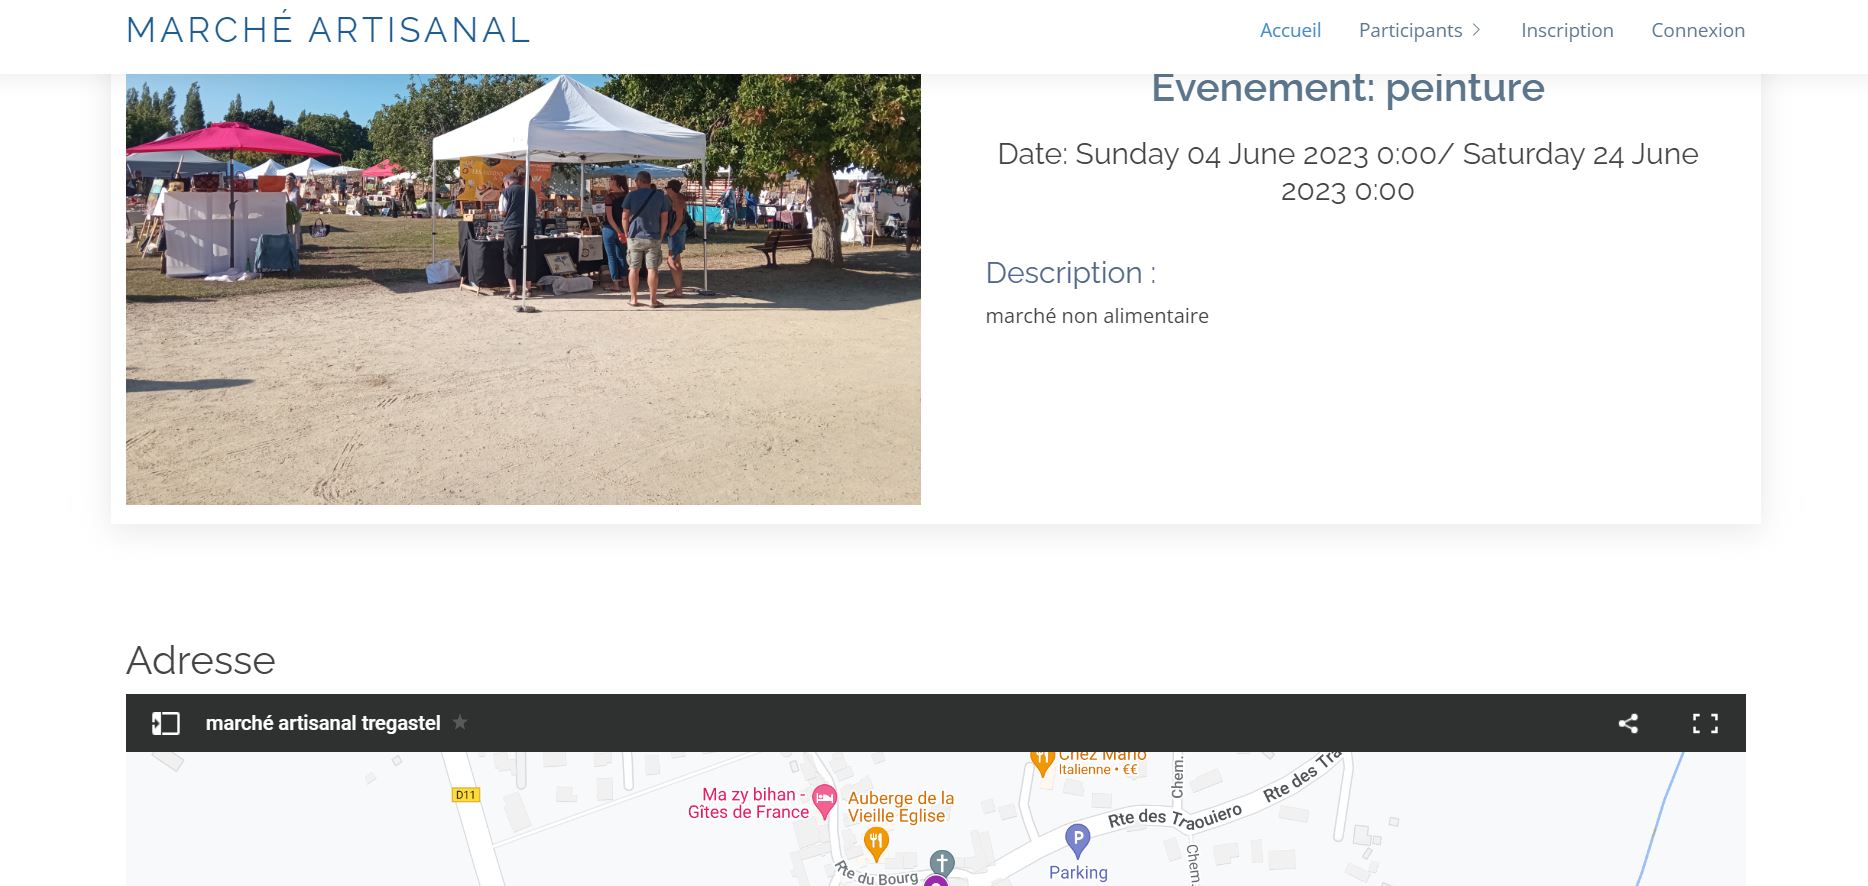 MARCHÉ ARTISANAL
Accueil
Participants
Inscription
Connexion
Evenement: peinture
Date: Sunday 04 June 2023 0:00/ Saturday 24 June
2023 0:00
Description :
marché non alimentaire
Adresse
marché artisanal tregastel
Chez Mario
Italienne • €€
D11
Ma zy bihan -
Gîtes de France
Auberge de la
Vieille Eglise
Chem.
Rte des Tra
Rte des Traouiero
P
Parking
Chem.
Rte du Bourg